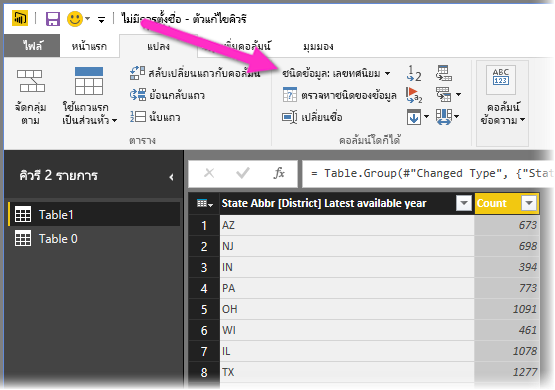 ไม่มีการตั้งชื่อ - ตัวแก้ไขคิวรี
ไฟล์ หน้าแรก แปลง เพิ่มคอลัมน์ มุมมอง
จัดกลุ่มตาม
ใช้แถวแรกเป็นส่วนหัว
สลับเปลี่ยนแถวกับคอลัมน์
ย้อนกลับแถว
นับแถว
ตาราง
ชนิดข้อมูล: เลขทศนิยม
ตรวจหาชนิดของข้อมูล
เปลี่ยนชื่อ
คอลัมน์ใดก็ได้
ABC
123
คอลัมน์ข้อความ
คิวรี 2 รายการ
Table1
Table 0
fx = Table.Group(#"Changed Type", {"Stat
State Abbr [District] Latest available year Count
1 AZ 673
2 NJ 698
3 IN 394
4 PA 773
5 OH 1091
6 WI 461
7 IL 1078
8 TX 1277